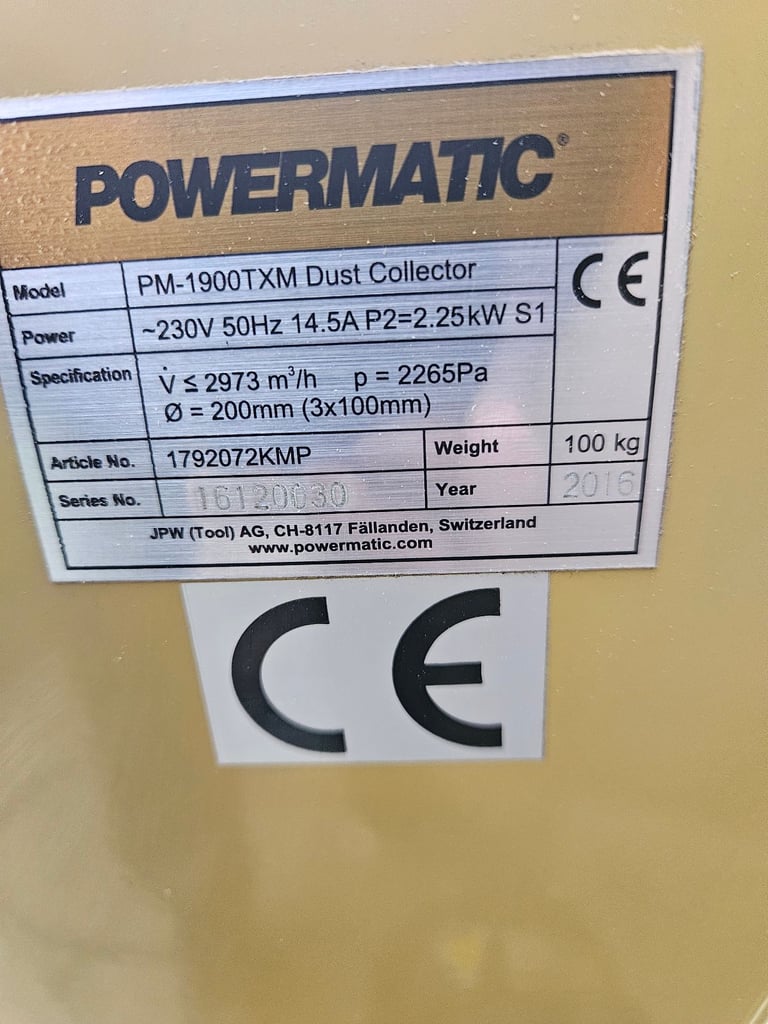 POWERMATIC®
Model PM-1900TXM Dust Collector
CE
Power ~230V 50Hz 14.5A P2=2.25kW S1
Specification V̇ ≤ 2973 m³/h p = 2265Pa
Ø = 200mm (3x100mm)
Article No. 1792072KMP Weight 100 kg
Series No. 16120030 Year 2016
JPW (Tool) AG, CH-8117 Fällanden, Switzerland
www.powermatic.com
CE